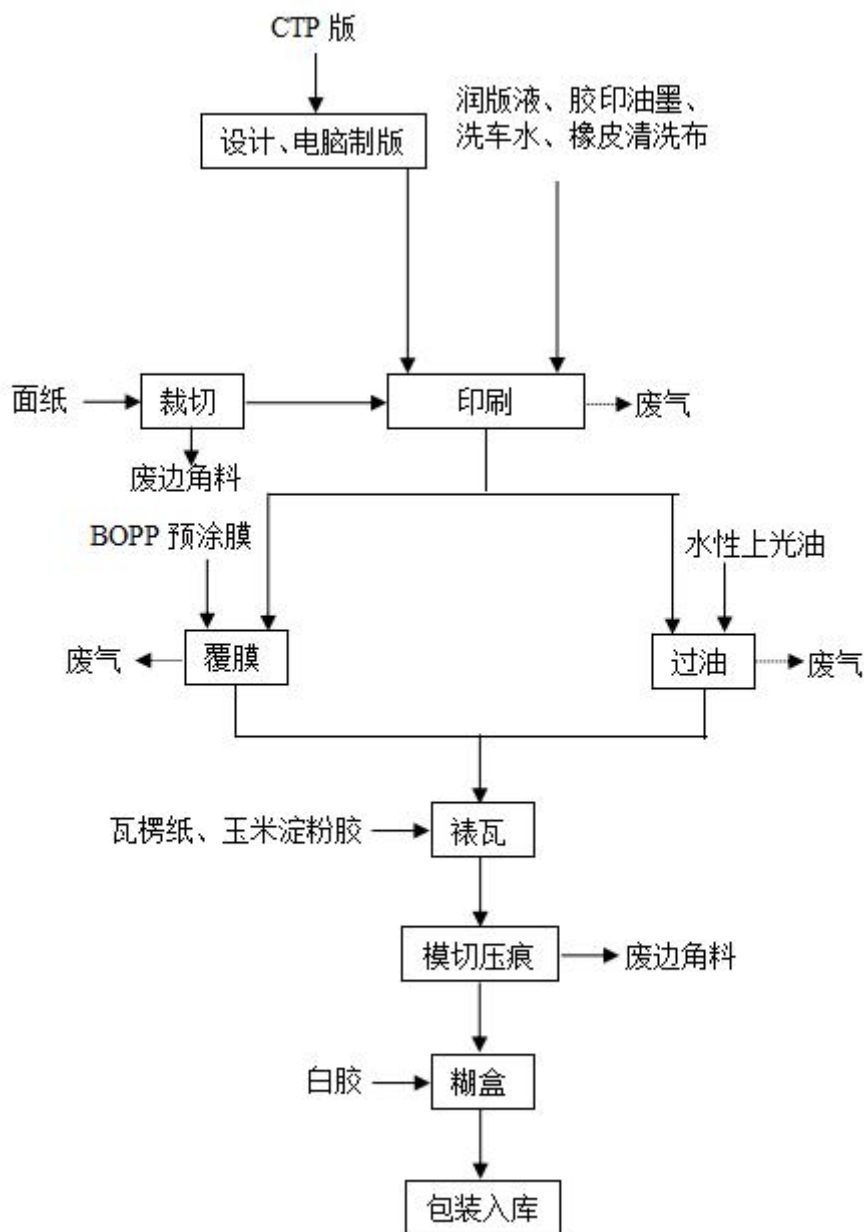 CTP 版
设计、电脑制版
润版液、胶印油墨、
洗车水、橡皮清洗布
面纸
裁切
印刷
废气
废边角料
BOPP 预涂膜
水性上光油
废气
覆膜
过油
废气
瓦楞纸、玉米淀粉胶
裱瓦
模切压痕
废边角料
白胶
糊盒
包装入库